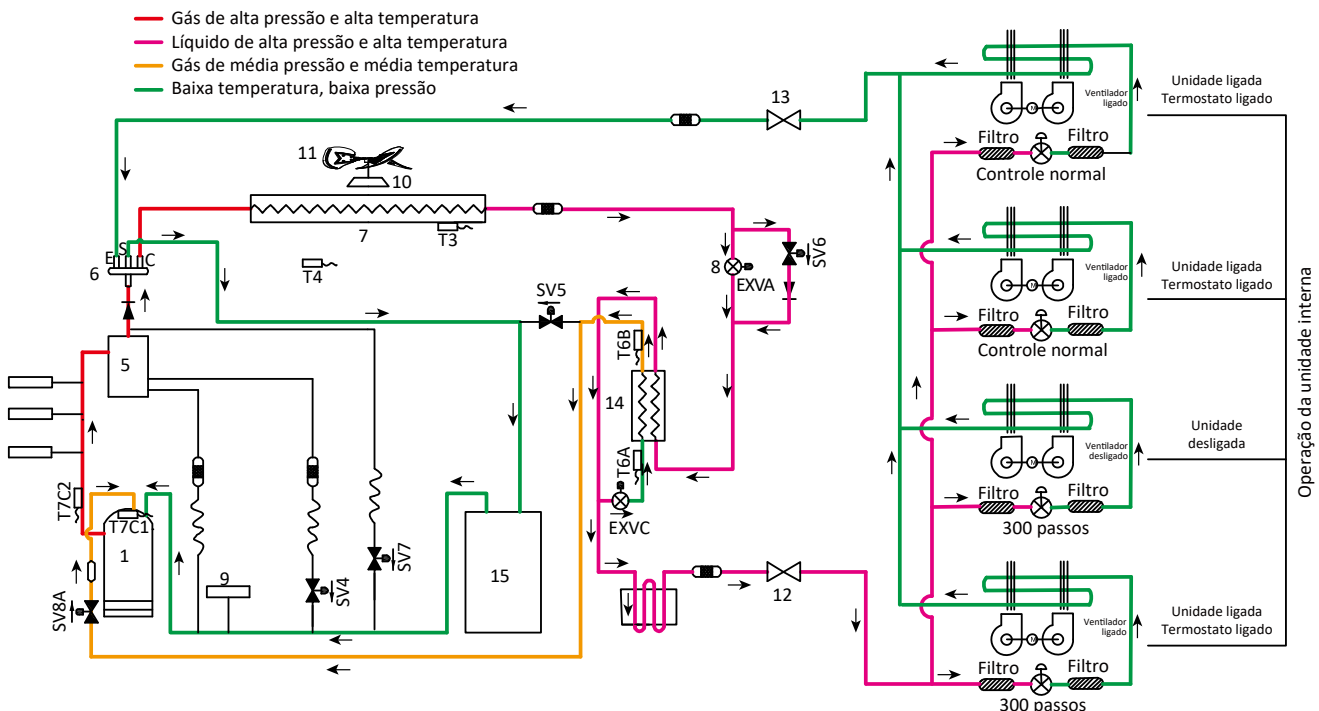 Gás de alta pressão e alta temperatura
Líquido de alta pressão e alta temperatura
Gás de média pressão e média temperatura
Baixa temperatura, baixa pressão
13
11
10
7
T3
T4
E
S
C
6
5
8
EXVA
SV6
SV5
T6B
14
T6A
EXVC
T7C2
T7C1
1
SV8A
9
SV4
SV7
15
12
Ventilador
ligado
M
Filtro
Filtro
Controle normal
Unidade ligada
Termostato ligado
Ventilador
ligado
M
Filtro
Filtro
Controle normal
Unidade ligada
Termostato ligado
Ventilador
desligado
M
Filtro
Filtro
300 passos
Unidade
desligada
Ventilador
ligado
M
Filtro
Filtro
300 passos
Unidade ligada
Termostato ligado
Operação da unidade interna